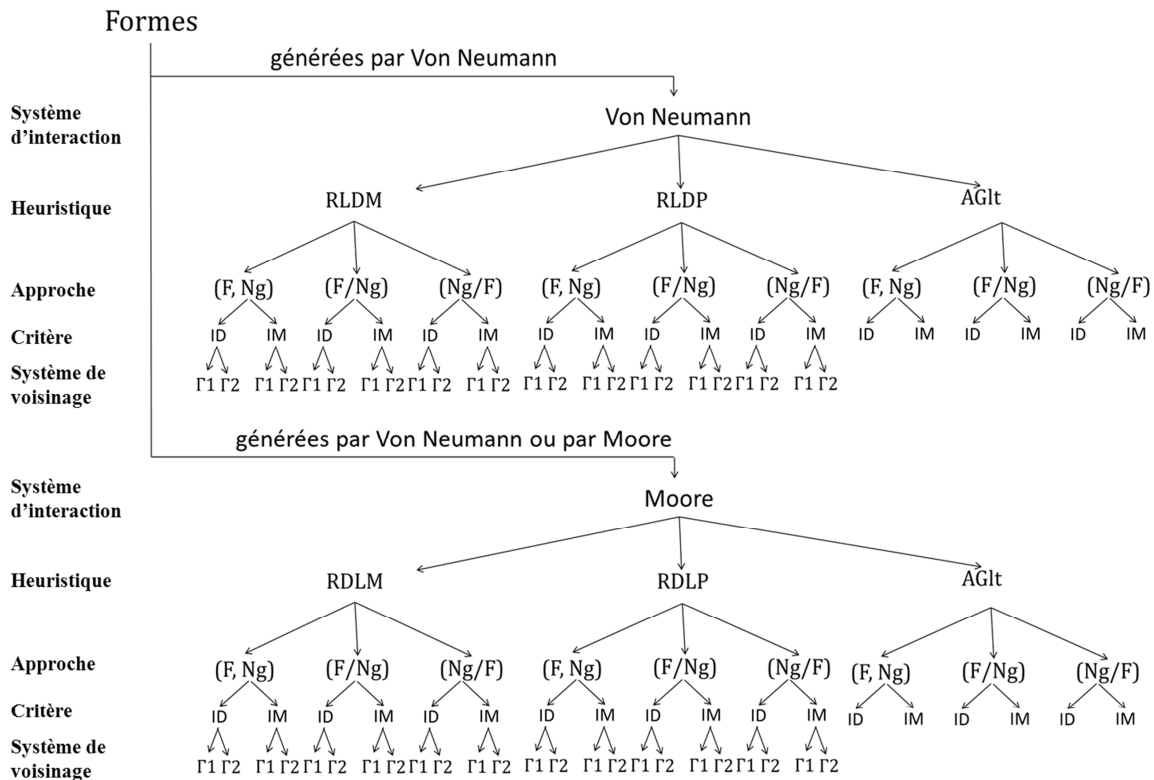 Formes
générées par Von Neumann
Système
d'interaction
Von Neumann
Heuristique
RLDM RLDP AGlt
Approche
(F, Ng) (F/Ng) (Ng/F) (F, Ng) (F/Ng) (Ng/F) (F, Ng) (F/Ng) (Ng/F)
Critère
ID IM ID IM ID IM ID IM ID IM ID IM ID IM ID IM ID IM
Système de
voisinage
Γ1 Γ2 Γ1 Γ2 Γ1 Γ2 Γ1 Γ2 Γ1 Γ2 Γ1 Γ2 Γ1 Γ2 Γ1 Γ2 Γ1 Γ2 Γ1 Γ2 Γ1 Γ2 Γ1 Γ2
générées par Von Neumann ou par Moore
Système
d'interaction
Moore
Heuristique
RDLM RDLP AGlt
Approche
(F, Ng) (F/Ng) (Ng/F) (F, Ng) (F/Ng) (Ng/F) (F, Ng) (F/Ng) (Ng/F)
Critère
ID IM ID IM ID IM ID IM ID IM ID IM ID IM ID IM ID IM
Système de
voisinage
Γ1 Γ2 Γ1 Γ2 Γ1 Γ2 Γ1 Γ2 Γ1 Γ2 Γ1 Γ2 Γ1 Γ2 Γ1 Γ2 Γ1 Γ2 Γ1 Γ2 Γ1 Γ2 Γ1 Γ2